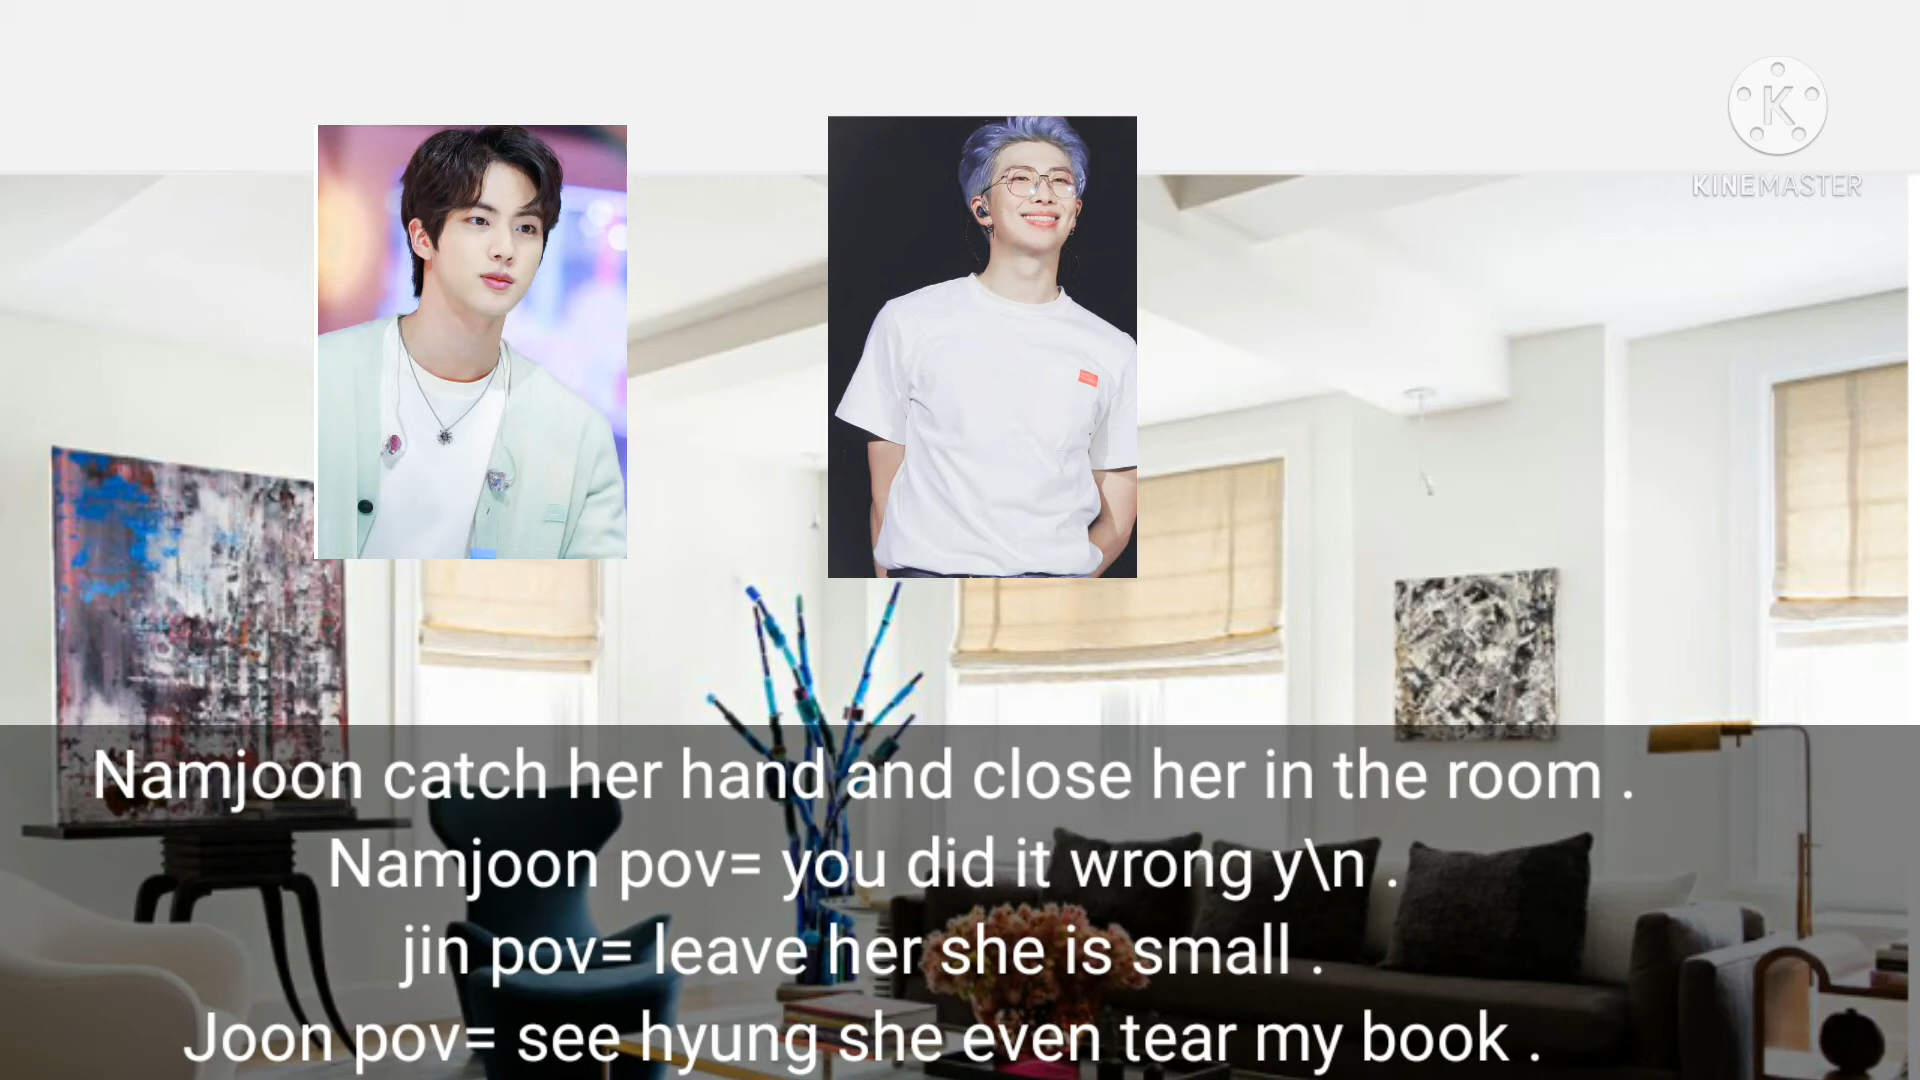 K
KINEMASTER
Namjoon catch her hand and close her in the room .
Namjoon pov= you did it wrong y\n .
jin pov= leave her she is small .
Joon pov= see hyung she even tear my book .